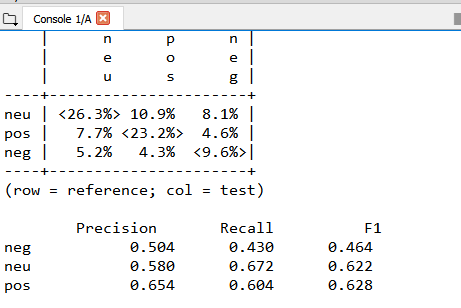 Console 1/A
|    n   p   n |
|    e   o   e |
|    u   s   g |
----+----------------------+
neu | <26.3%> 10.9%   8.1% |
pos |   7.7% <23.2%>  4.6% |
neg |   5.2%   4.3%  <9.6%>|
----+----------------------+
(row = reference; col = test)
Precision   Recall   F1
neg   0.504   0.430   0.464
neu   0.580   0.672   0.622
pos   0.654   0.604   0.628